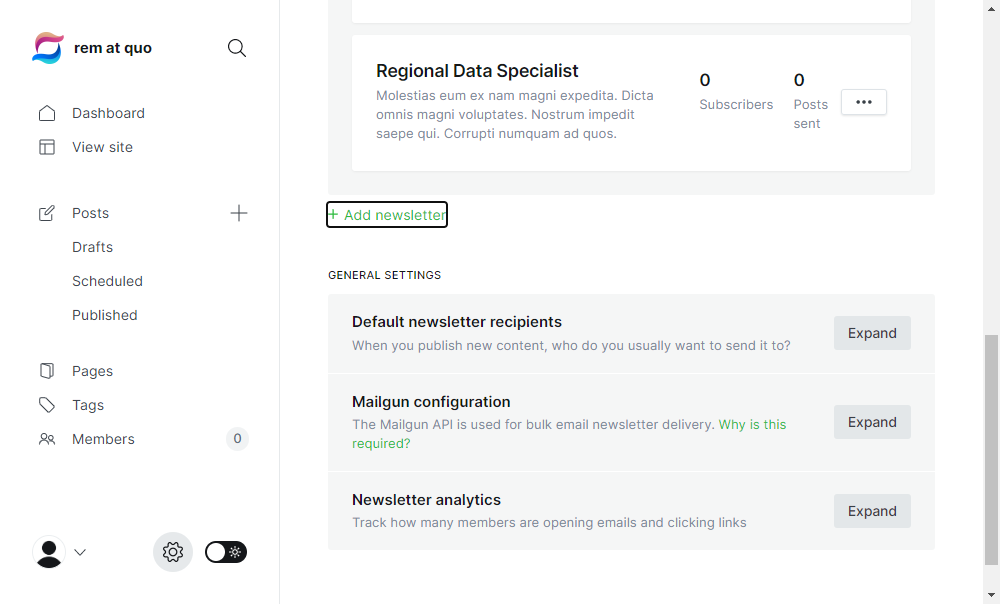 rem at quo
Dashboard
View site
Posts
Drafts
Scheduled
Published
Pages
Tags
Members
0
Regional Data Specialist
Molestias eum ex nam magni expedita. Dicta
omnis magni voluptates. Nostrum impedit
saepe qui. Corrupti numquam ad quos.
0
Subscribers
0
Posts
sent
+ Add newsletter
GENERAL SETTINGS
Default newsletter recipients
When you publish new content, who do you usually want to send it to?
Expand
Mailgun configuration
The Mailgun API is used for bulk email newsletter delivery. Why is this
required?
Expand
Newsletter analytics
Track how many members are opening emails and clicking links
Expand